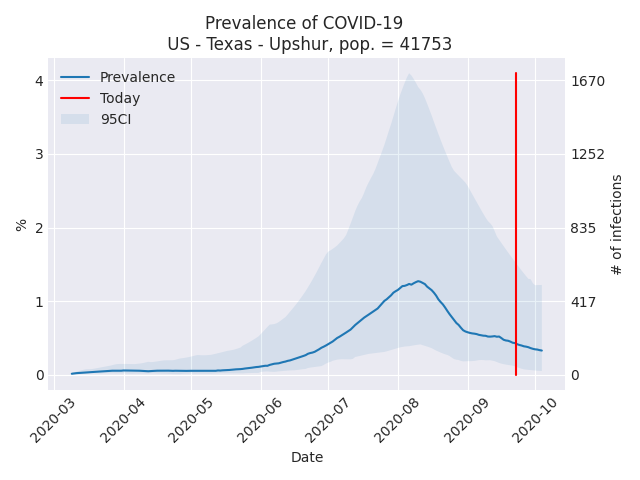 Prevalence of COVID-19
US - Texas - Upshur, pop. = 41753
Prevalence
Today
95CI
4
3
2
1
0
%
1670
1252
835
417
0
# of infections
2020-03
2020-04
2020-05
2020-06
2020-07
2020-08
2020-09
2020-10
Date